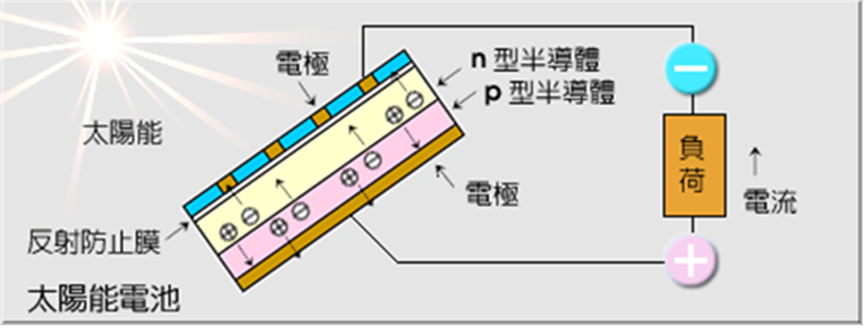 電極
n 型半導體
p 型半導體
太陽能
負荷
電流
電極
反射防止膜
太陽能電池